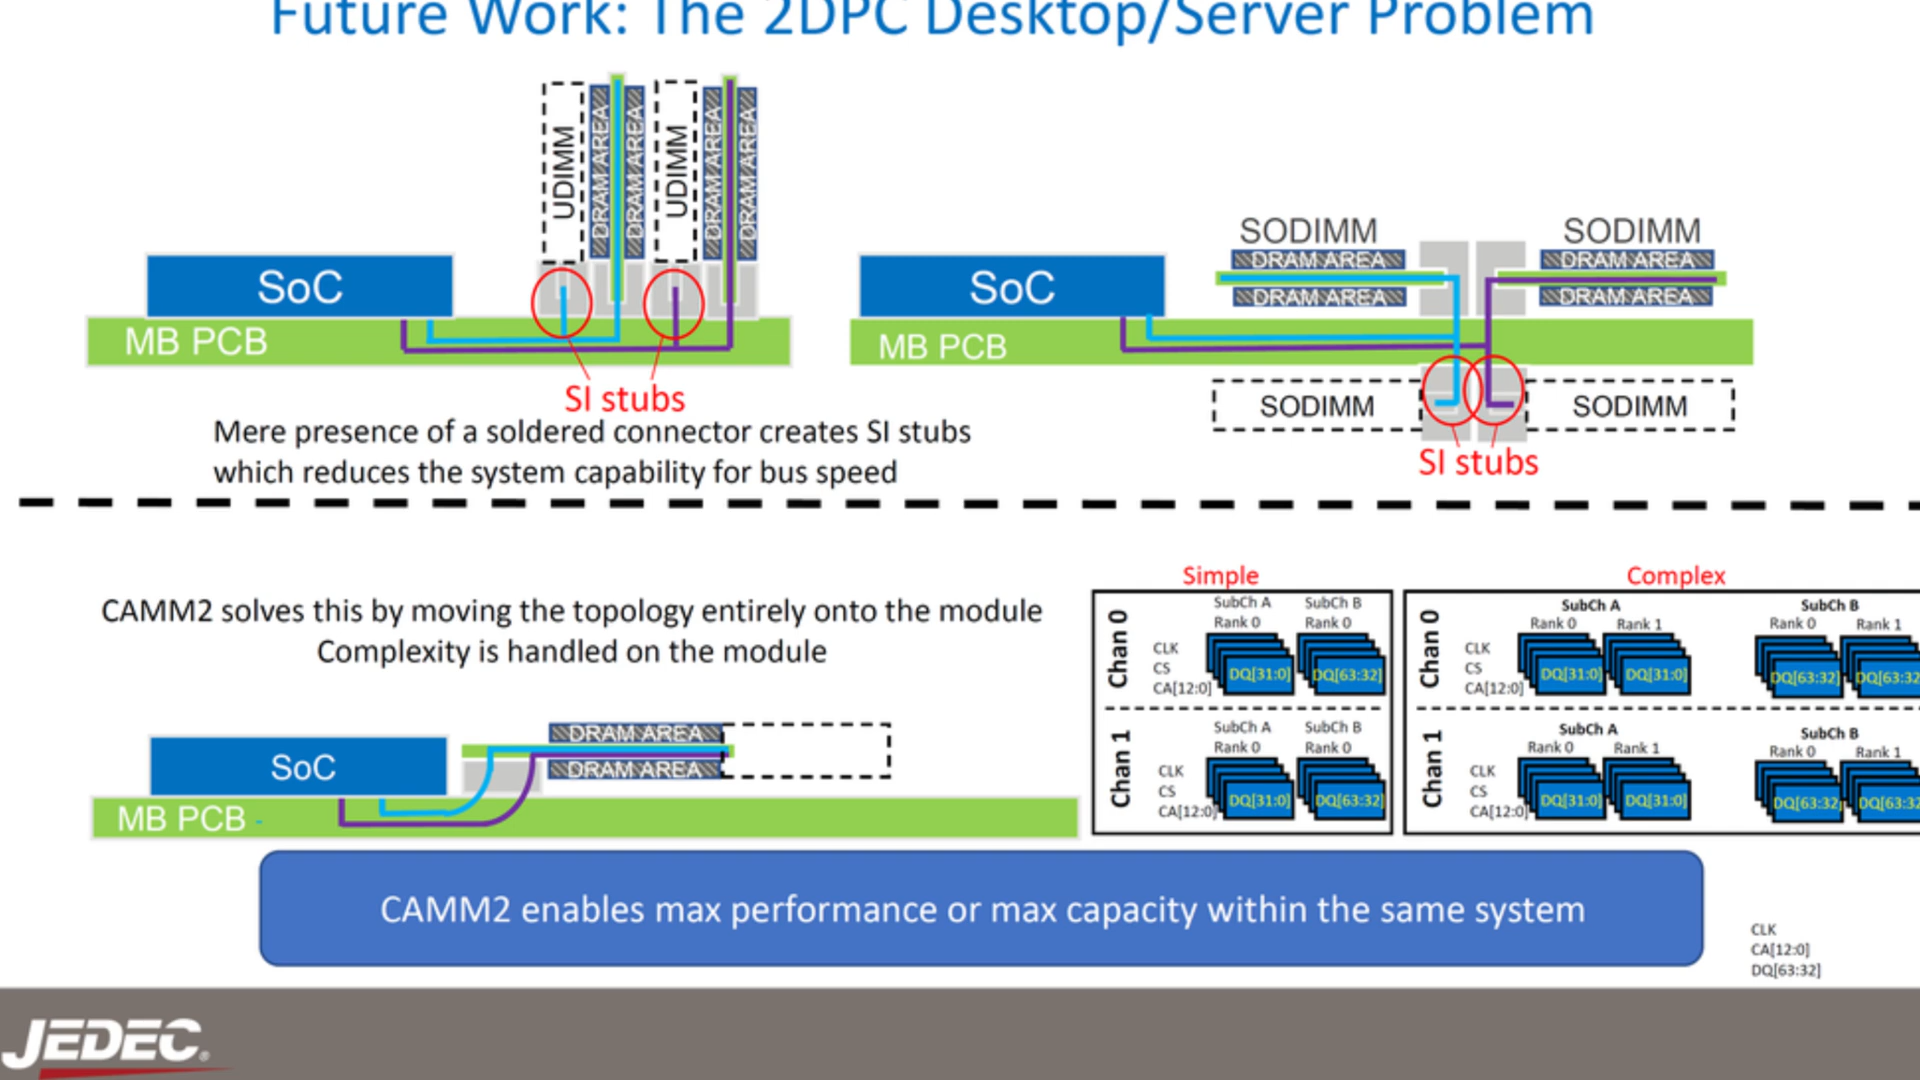 Future Work: The 2DPC Desktop/Server Problem
UDIMM
DRAM AREA
DRAM AREA
UDIMM
DRAM AREA
DRAM AREA
SoC
MB PCB
SI stubs
SODIMM
SODIMM
DRAM AREA
DRAM AREA
DRAM AREA
DRAM AREA
SoC
MB PCB
SODIMM
SODIMM
SI stubs
Mere presence of a soldered connector creates SI stubs
which reduces the system capability for bus speed
CAMM2 solves this by moving the topology entirely onto the module
Complexity is handled on the module
DRAM AREA
DRAM AREA
SoC
MB PCB -
Simple
Chan 0
SubCh A
SubCh B
Rank 0
Rank 0
CLK
CS
CA[12:0]
DQ[31:0]
DQ[63:32]
Chan 1
SubCh A
SubCh B
Rank 0
Rank 0
CLK
CS
CA[12:0]
DQ[31:0]
DQ[63:32]
Complex
Chan 0
SubCh A
SubCh B
Rank 0
Rank 1
Rank 0
Rank 1
CLK
CS
CA[12:0]
DQ[31:0]
DQ[31:0]
DQ[63:32]
DQ[63:32
Chan 1
SubCh A
SubCh B
Rank 0
Rank 1
Rank 0
Rank 1
CLK
CS
CA[12:0]
DQ[31:0]
DQ[31:0]
DQ[63:32]
DQ[63:32
CAMM2 enables max performance or max capacity within the same system
CLK
CA[12:0]
DQ[63:32]
JEDEC®